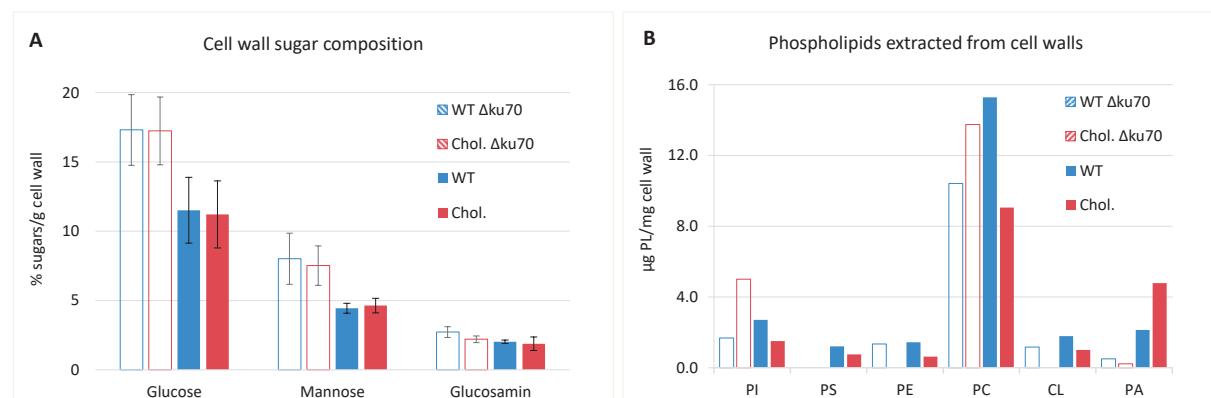 A
Cell wall sugar composition
% sugars/g cell wall
20
15
10
5
0
WT Δku70
Chol. Δku70
WT
Chol.
Glucose Mannose Glucosamin
B
Phospholipids extracted from cell walls
µg PL/mg cell wall
16.0
12.0
8.0
4.0
0.0
WT Δku70
Chol. Δku70
WT
Chol.
PI PS PE PC CL PA